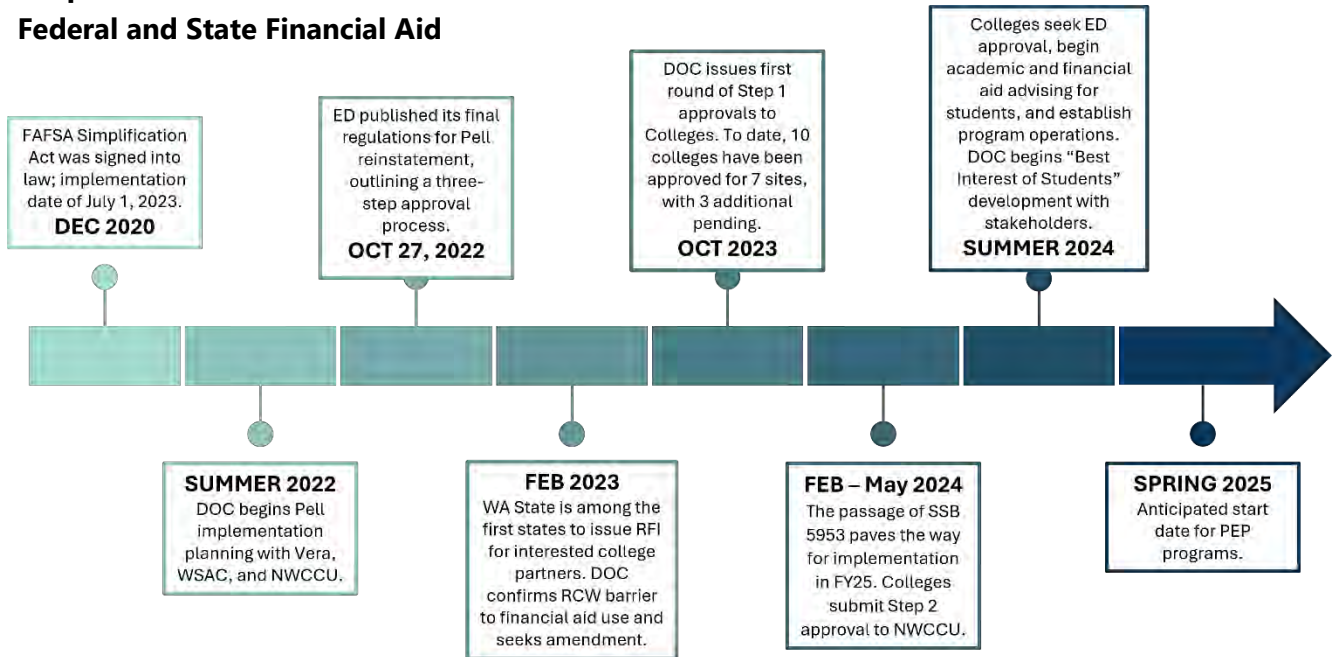 Federal and State Financial Aid
FAFSA Simplification
Act was signed into
law; implementation
date of July 1, 2023.
DEC 2020
SUMMER 2022
DOC begins Pell
implementation
planning with Vera,
WSAC, and NWCCU.
ED published its final
regulations for Pell
reinstatement,
outlining a three-
step approval
process.
OCT 27, 2022
FEB 2023
WA State is among the
first states to issue RFI
for interested college
partners. DOC
confirms RCW barrier
to financial aid use and
seeks amendment.
DOC issues first
round of Step 1
approvals to
Colleges. To date, 10
colleges have been
approved for 7 sites,
with 3 additional
pending.
OCT 2023
FEB – May 2024
The passage of SSB
5953 paves the way
for implementation
in FY25. Colleges
submit Step 2
approval to NWCCU.
Colleges seek ED
approval, begin
academic and financial
aid advising for
students, and establish
program operations.
DOC begins “Best
Interest of Students”
development with
stakeholders.
SUMMER 2024
SPRING 2025
Anticipated start
date for PEP
programs.